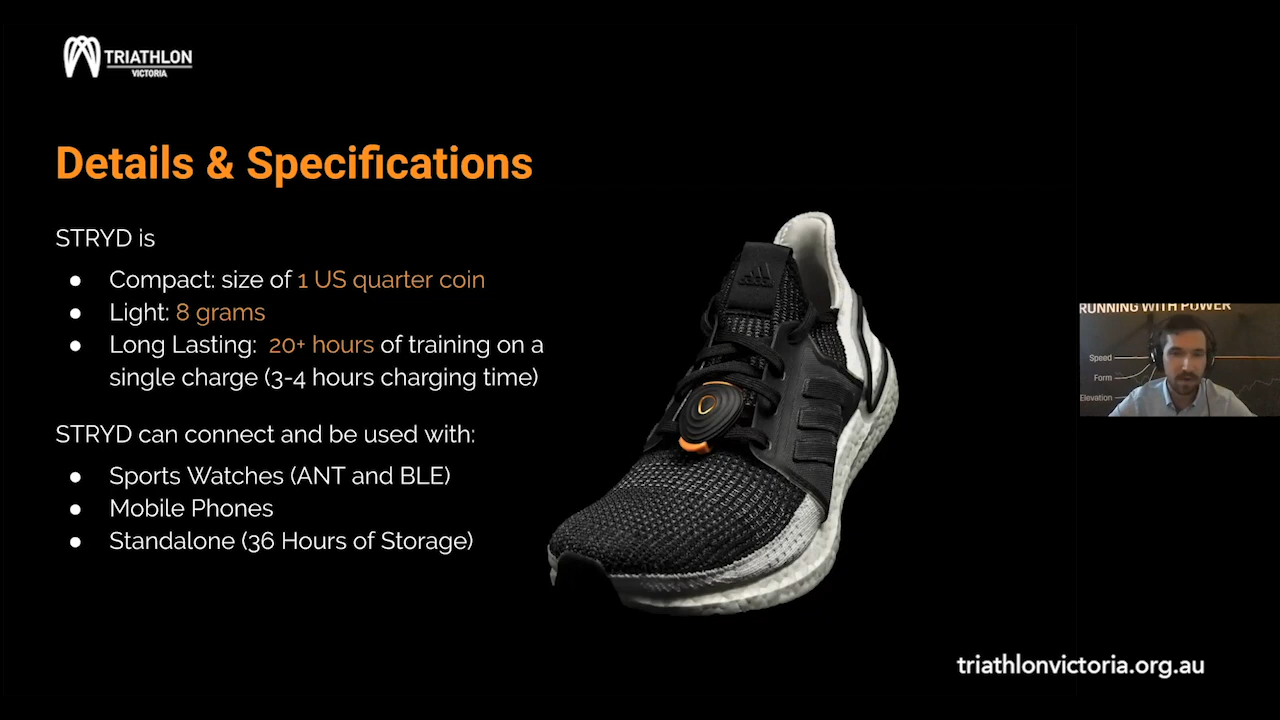 TRIATHLON
VICTORIA
Details & Specifications
STRYD is
● Compact: size of 1 US quarter coin
● Light: 8 grams
● Long Lasting: 20+ hours of training on a
single charge (3-4 hours charging time)
STRYD can connect and be used with:
● Sports Watches (ANT and BLE)
● Mobile Phones
● Standalone (36 Hours of Storage)
adidas
RUNNING WITH POWER
Speed
Form
Elevation
triathlonvictoria.org.au